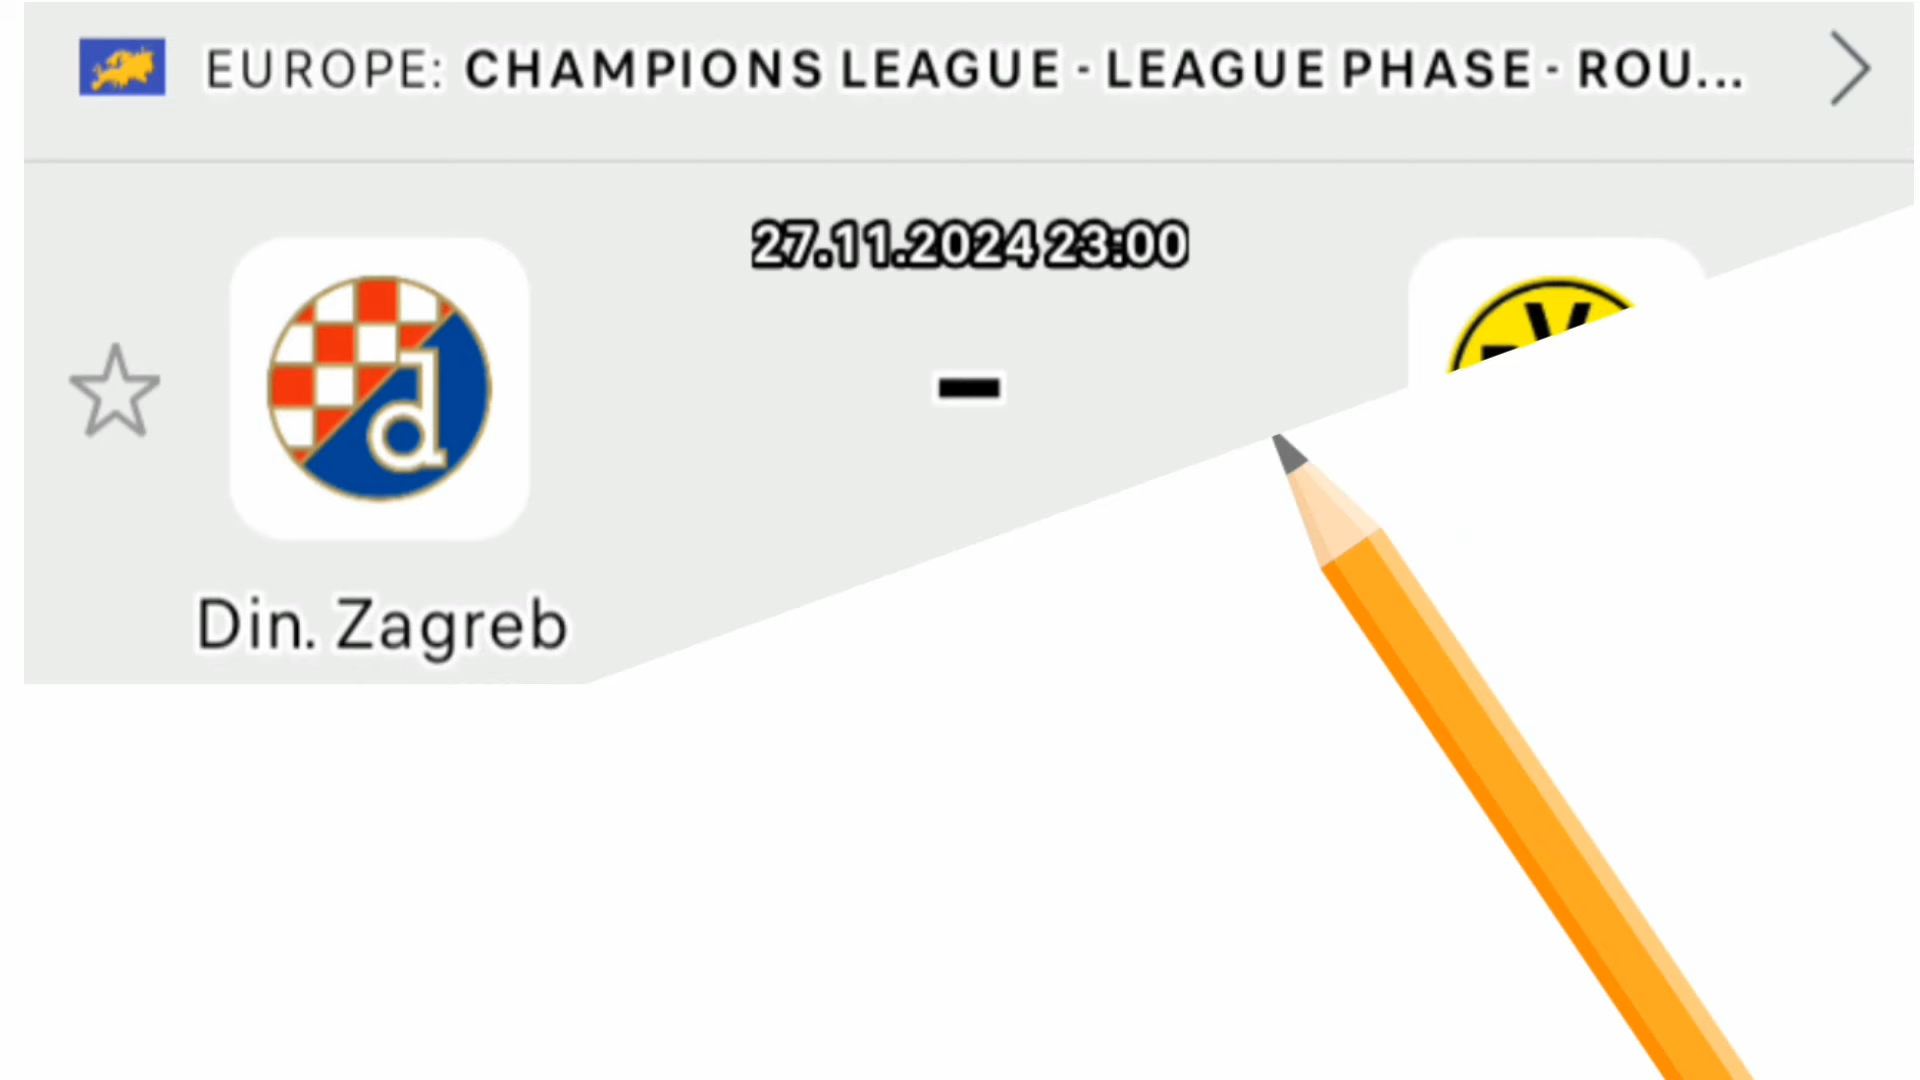 EUROPE: CHAMPIONS LEAGUE - LEAGUE PHASE - ROU...
27.11.2024 23:00
-
d
V
Din. Zagreb